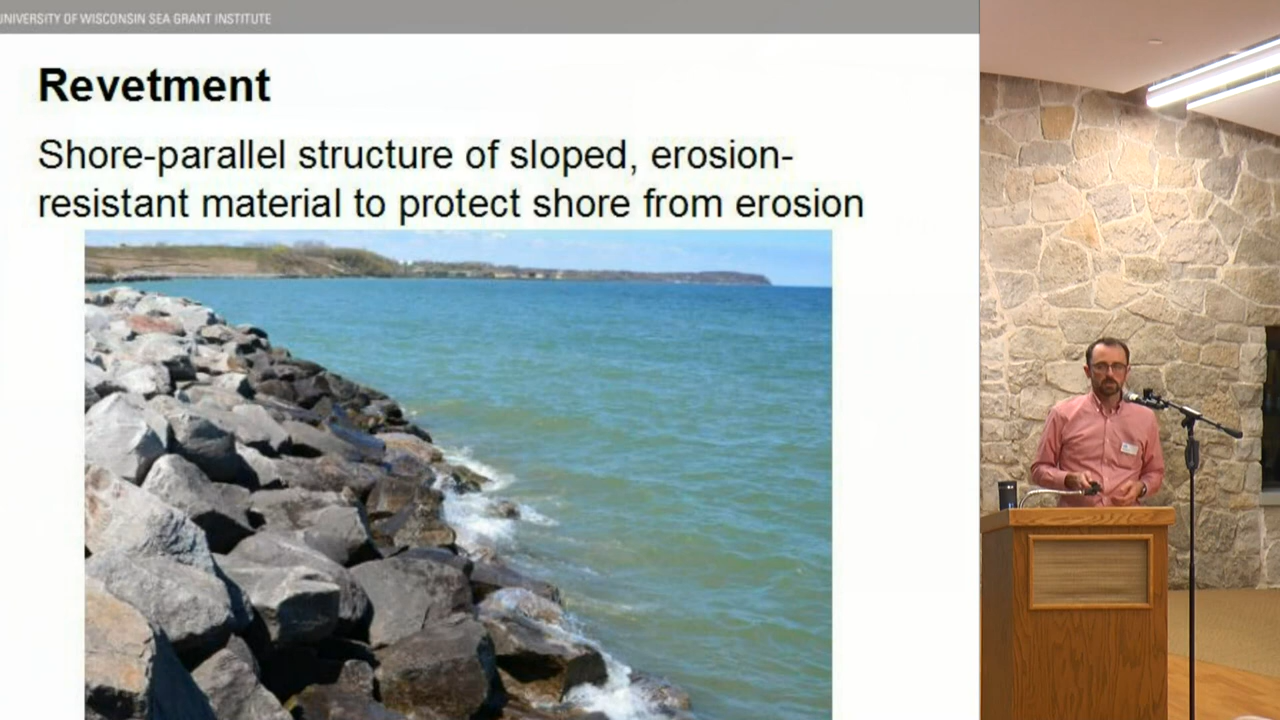 UNIVERSITY OF WISCONSIN SEA GRANT INSTITUTE
Revetment
Shore-parallel structure of sloped, erosion-
resistant material to protect shore from erosion